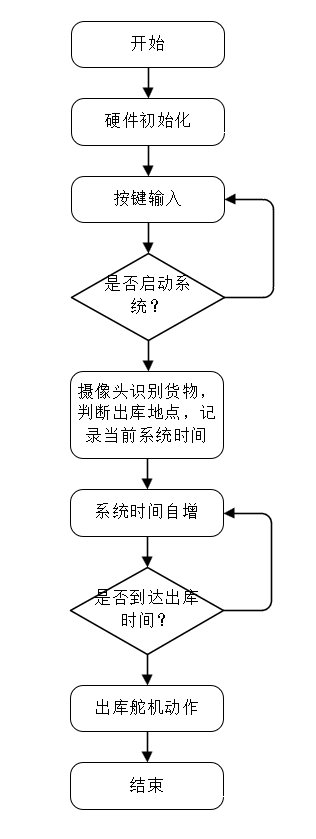 开始
硬件初始化
按键输入
是否启动系
统?
摄像头识别货物,
判断出库地点,记
录当前系统时间
系统时间自增
是否到达出库
时间?
出库舵机动作
结束